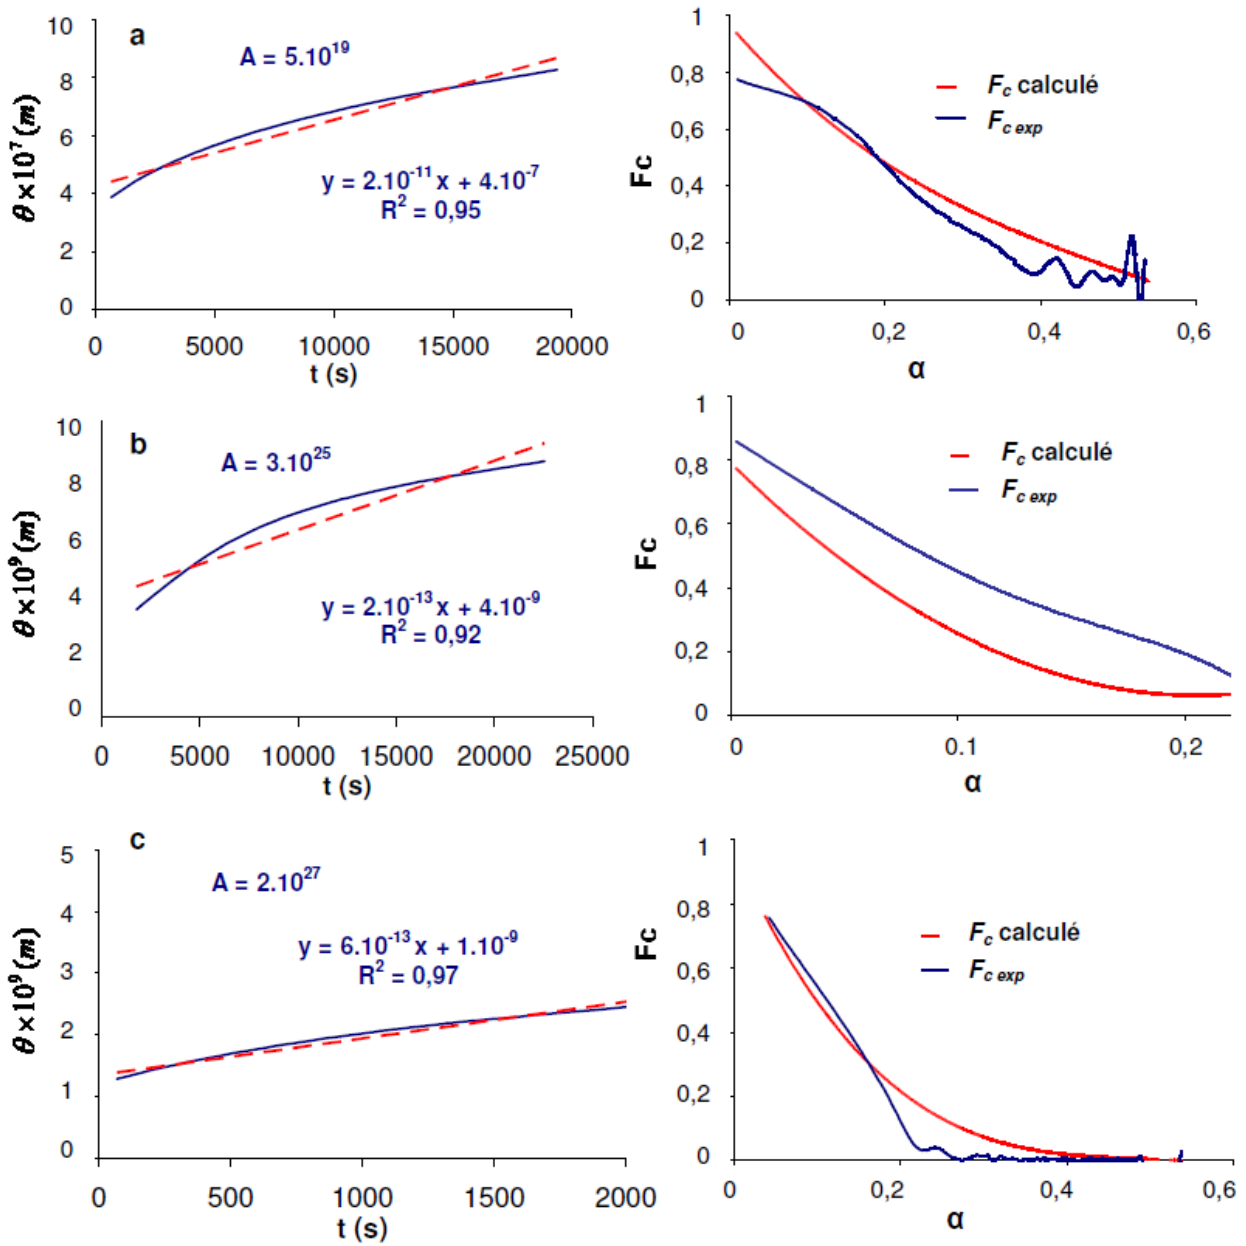 a
A = 5.10^19
y = 2.10^-11 x + 4.10^-7
R^2 = 0,95
θ×10^7 (m)
10
8
6
4
2
0
0 5000 10000 15000 20000
t (s)
1
0,8
0,6
0,4
0,2
0
Fc
F_c calculé
F_c exp
0 0,2 0,4 0,6
α
b
A = 3.10^25
y = 2.10^-13 x + 4.10^-9
R^2 = 0,92
θ×10^9 (m)
10
8
6
4
2
0
0 5000 10000 15000 20000 25000
t (s)
1
0,8
0,6
0,4
0,2
0
Fc
F_c calculé
F_c exp
0 0.1 0,2
α
c
A = 2.10^27
y = 6.10^-13 x + 1.10^-9
R^2 = 0,97
θ×10^9 (m)
5
4
3
2
1
0
0 500 1000 1500 2000
t (s)
1
0,8
0,6
0,4
0,2
0
Fc
F_c calculé
F_c exp
0 0,2 0,4 0,6
α